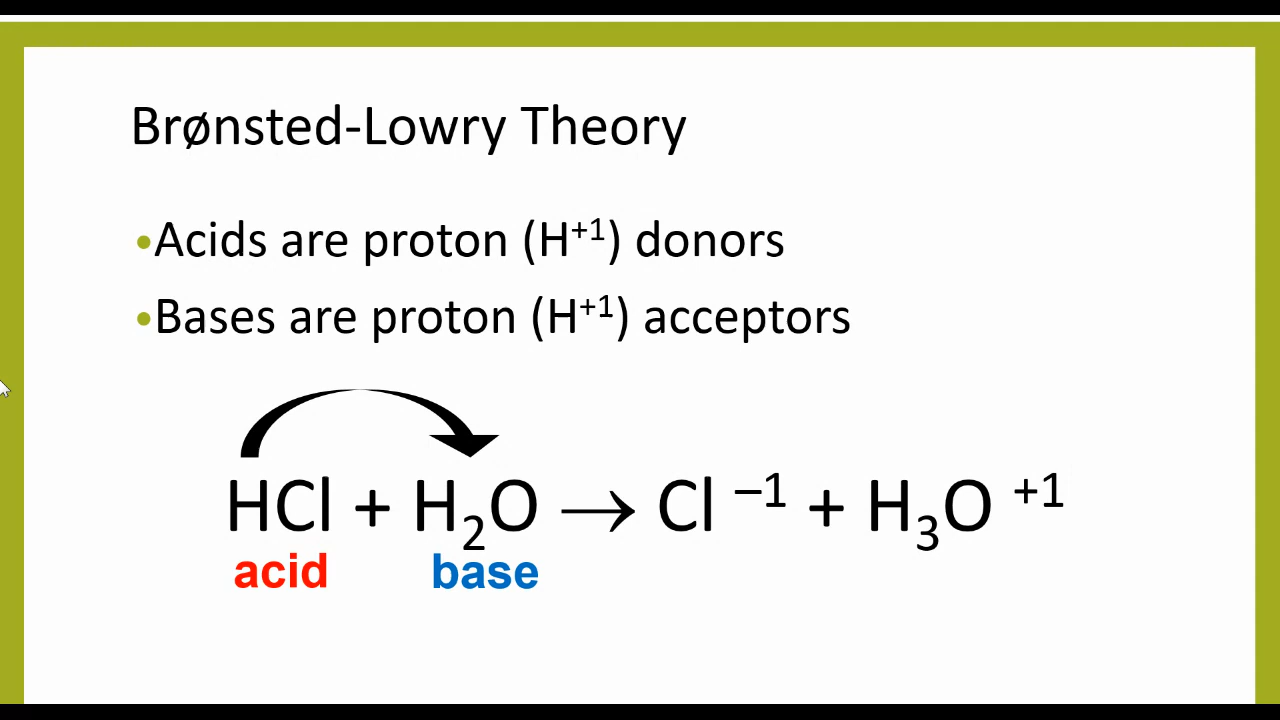 Brønsted-Lowry Theory
•Acids are proton (H⁺¹) donors
•Bases are proton (H⁺¹) acceptors
HCl + H₂O → Cl ⁻¹ + H₃O ⁺¹
acid base